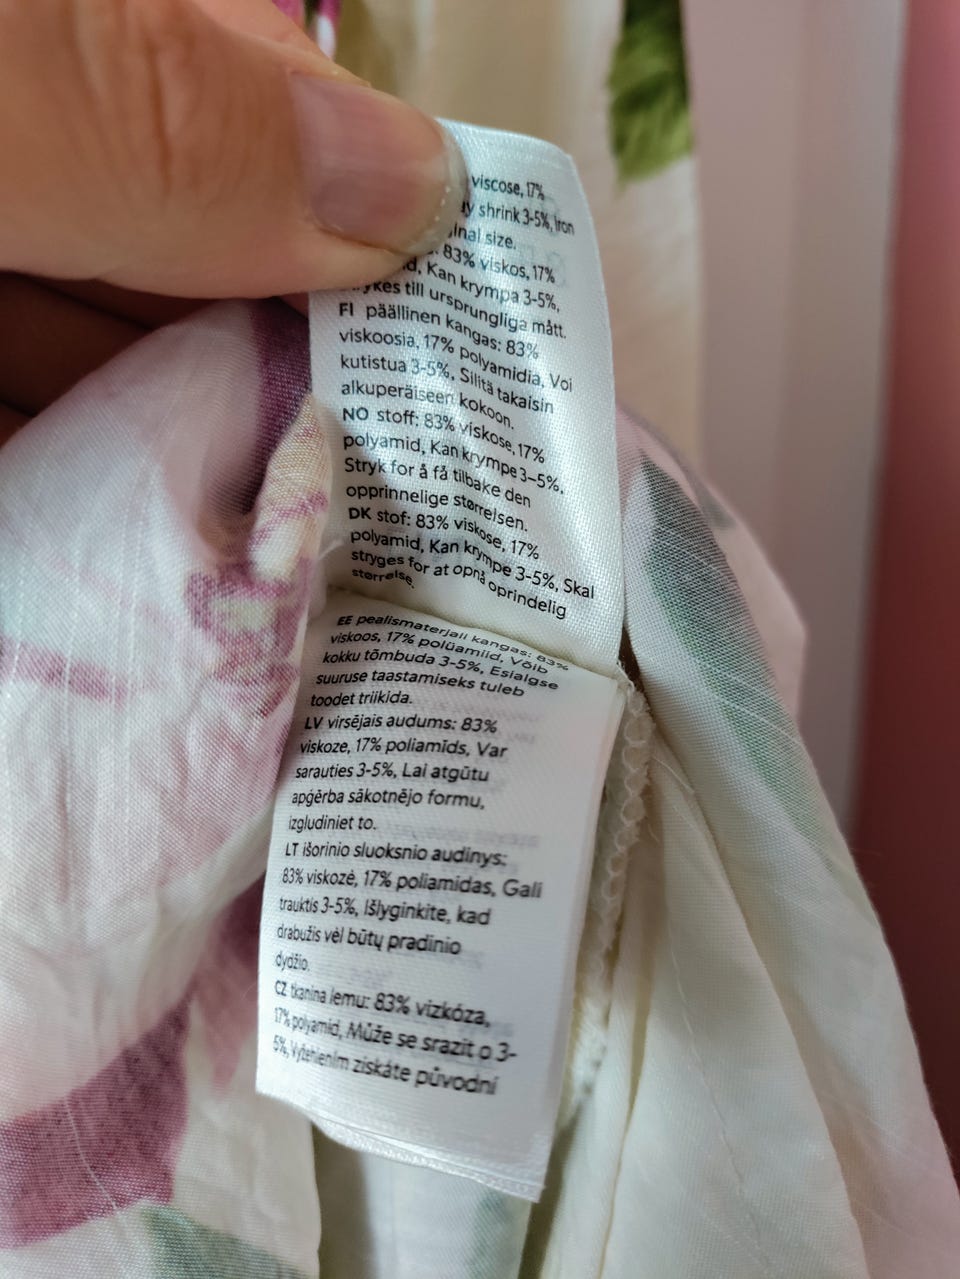 viscose, 17%
shrink 3-5%, Iron
size.
83% viskos, 17%
Kan krympa 3-5%,
till ursprungliga mått.
FI päällinen kangas: 83%
viskoosia, 17% polyamidia, Voi
kutistua 3-5%, Silitä takaisin
alkuperäiseen kokoon.
NO stoff: 83% viskose, 17%
polyamid, Kan krympe 3-5%,
Stryk for å få tilbake den
opprinnelige størrelsen.
DK stof: 83% viskose, 17%
polyamid, Kan krympe 3-5%, Skal
stryges for at opnå oprindelig
størrelse.
EE pealismaterjali kangas: 83%
viskoos, 17% polüamiid, Võib
kokku tõmbuda 3-5%, Esialgse
suuruse taastamiseks tuleb
toodet triikida.
LV virsējais audums: 83%
viskoze, 17% poliamīds, Var
sarauties 3-5%, Lai atgūtu
apģērba sākotnējo formu,
izgludiniet to.
LT išorinio sluoksnio audinys:
83% viskozė, 17% poliamidas, Gali
trauktis 3-5%, Išlyginkite, kad
drabužis vėl būtų pradinio
dydžio.
CZ tkanina lemu: 83% vizkóza,
17% polyamid, Může se srazit o 3-
5%, Vyžehlením získáte původní